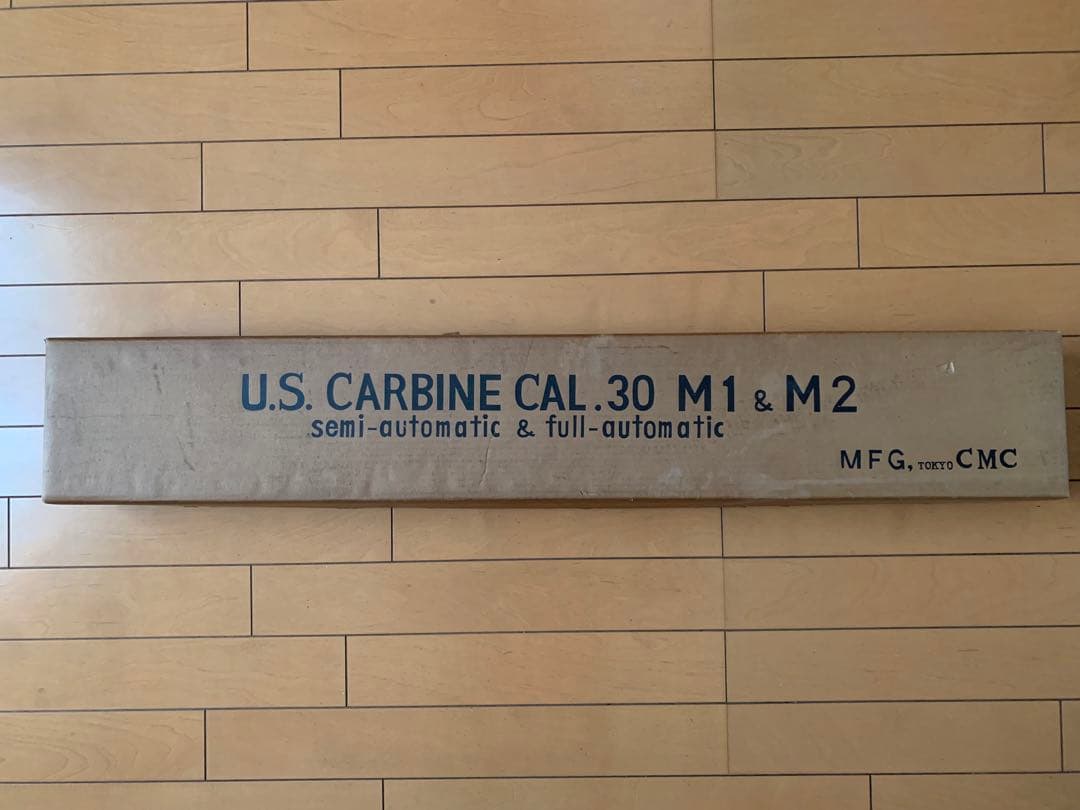 U.S. CARBINE CAL.30 M1 & M2
semi-automatic & full-automatic
MFG, TOKYO CMC